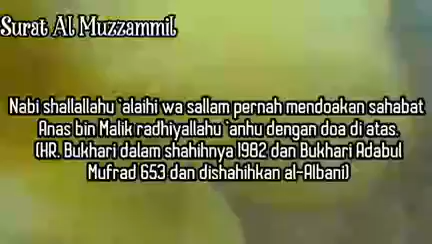 Surat Al Muzzammil
Nabi shallallahu `alaihi wa sallam pernah mendoakan sahabat
Anas bin Malik radhiyallahu `anhu dengan doa di atas.
(HR. Bukhari dalam shahihnya 1982 dan Bukhari Adabul
Mufrad 653 dan dishahihkan al-Albani)